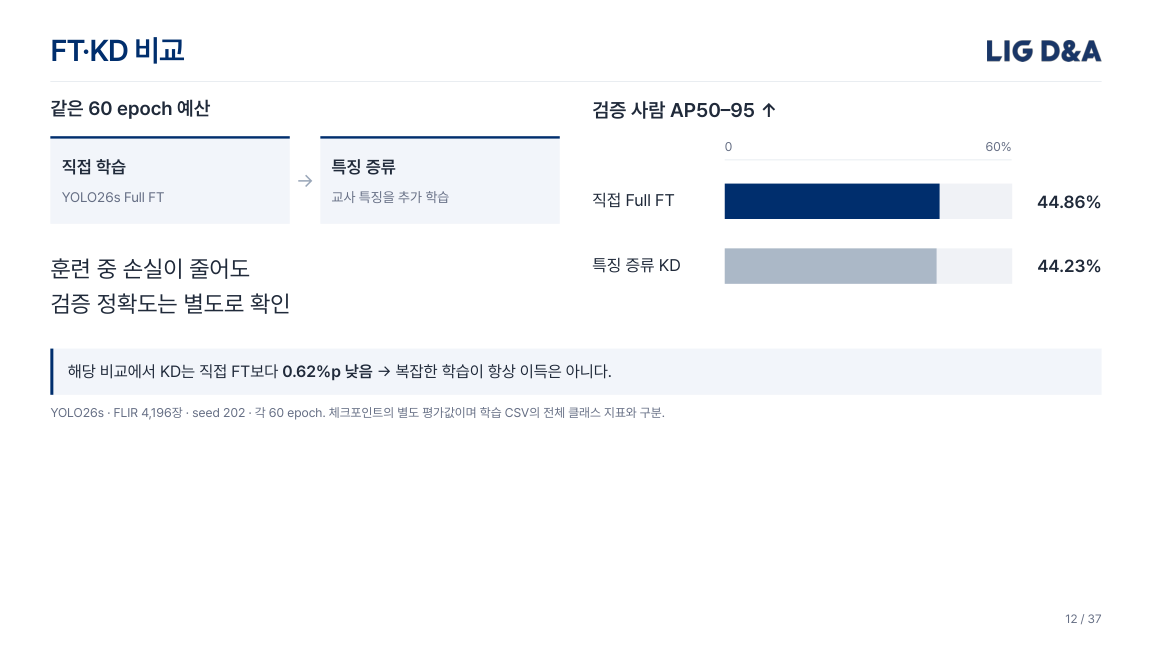 FT·KD 비교
LIG D&A
같은 60 epoch 예산
직접 학습
YOLO26s Full FT
→
특징 증류
교사 특징을 추가 학습
훈련 중 손실이 줄어도
검증 정확도는 별도로 확인
검증 사람 AP50–95 ↑
0 60%
직접 Full FT 44.86%
특징 증류 KD 44.23%
해당 비교에서 KD는 직접 FT보다 0.62%p 낮음 → 복잡한 학습이 항상 이득은 아니다.
YOLO26s · FLIR 4,196장 · seed 202 · 각 60 epoch. 체크포인트의 별도 평가값이며 학습 CSV의 전체 클래스 지표와 구분.
12 / 37